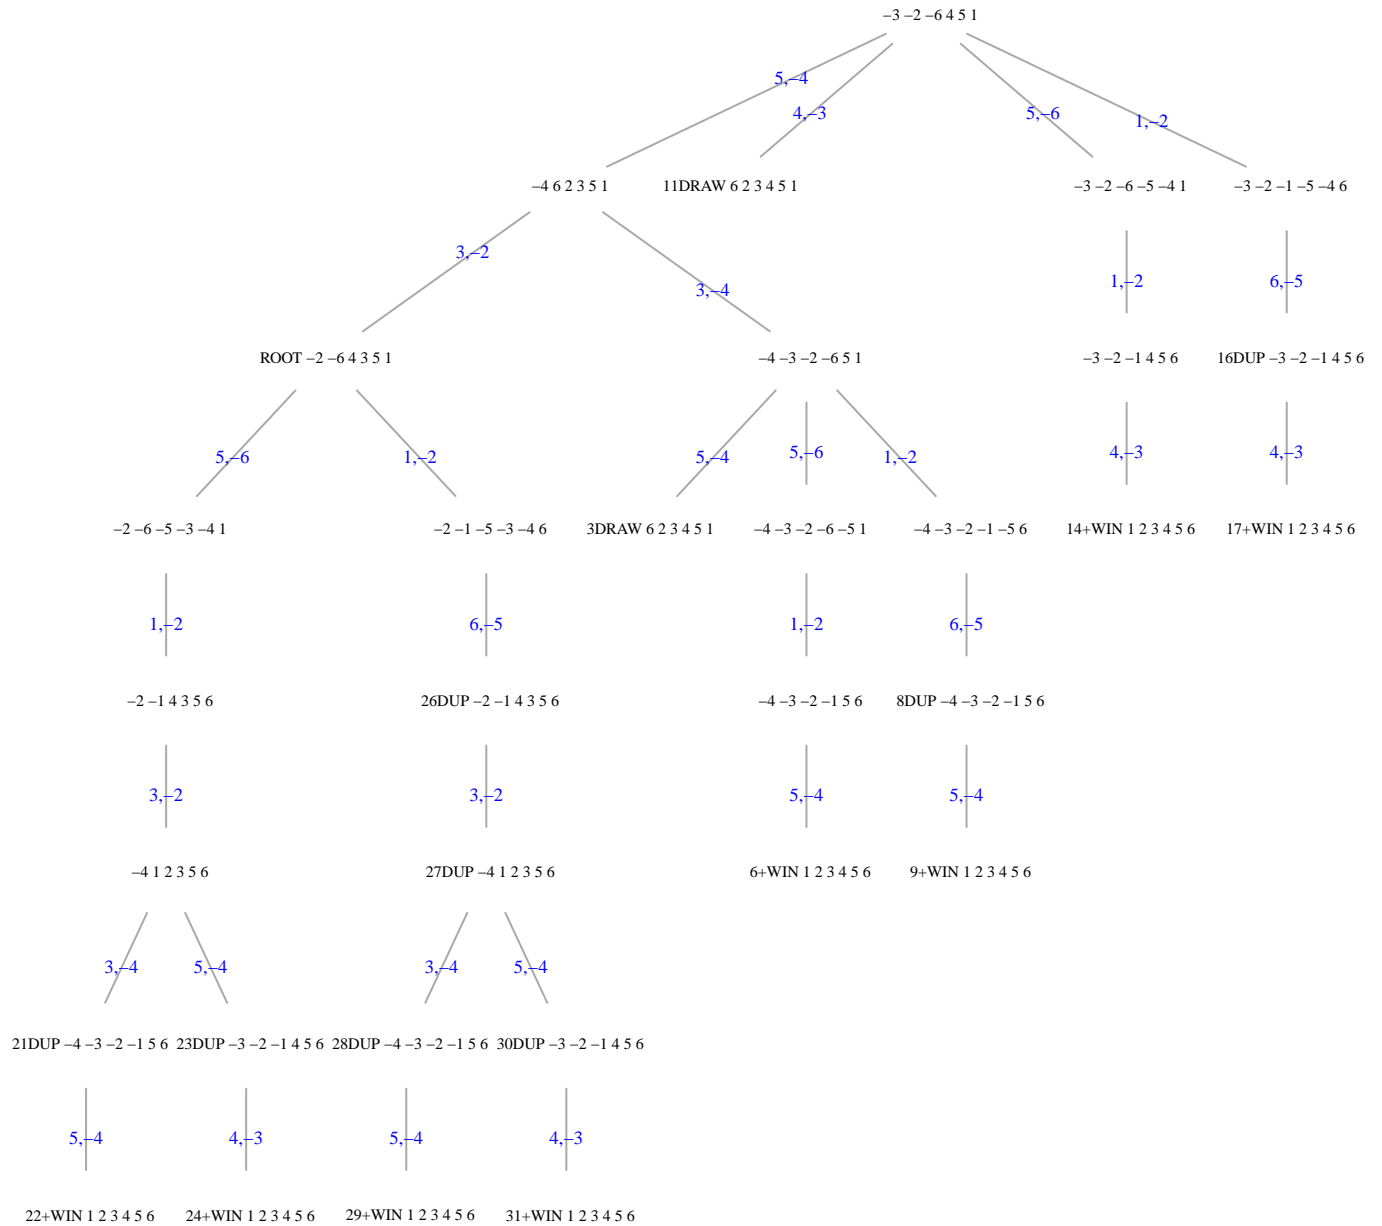 −3 −2 −6 4 5 1
5,−4
4,−3
5,−6
1,−2
−4 6 2 3 5 1
11DRAW 6 2 3 4 5 1
−3 −2 −6 −5 −4 1
−3 −2 −1 −5 −4 6
3,−2
3,−4
1,−2
6,−5
ROOT −2 −6 4 3 5 1
−4 −3 −2 −6 5 1
−3 −2 −1 4 5 6
16DUP −3 −2 −1 4 5 6
5,−6
1,−2
5,−4
5,−6
1,−2
4,−3
4,−3
−2 −6 −5 −3 −4 1
−2 −1 −5 −3 −4 6
3DRAW 6 2 3 4 5 1
−4 −3 −2 −6 −5 1
−4 −3 −2 −1 −5 6
14+WIN 1 2 3 4 5 6
17+WIN 1 2 3 4 5 6
1,−2
6,−5
1,−2
6,−5
−2 −1 4 3 5 6
26DUP −2 −1 4 3 5 6
−4 −3 −2 −1 5 6
8DUP −4 −3 −2 −1 5 6
3,−2
3,−2
5,−4
5,−4
−4 1 2 3 5 6
27DUP −4 1 2 3 5 6
6+WIN 1 2 3 4 5 6
9+WIN 1 2 3 4 5 6
3,−4
5,−4
3,−4
5,−4
21DUP −4 −3 −2 −1 5 6
23DUP −3 −2 −1 4 5 6
28DUP −4 −3 −2 −1 5 6
30DUP −3 −2 −1 4 5 6
5,−4
4,−3
5,−4
4,−3
22+WIN 1 2 3 4 5 6
24+WIN 1 2 3 4 5 6
29+WIN 1 2 3 4 5 6
31+WIN 1 2 3 4 5 6